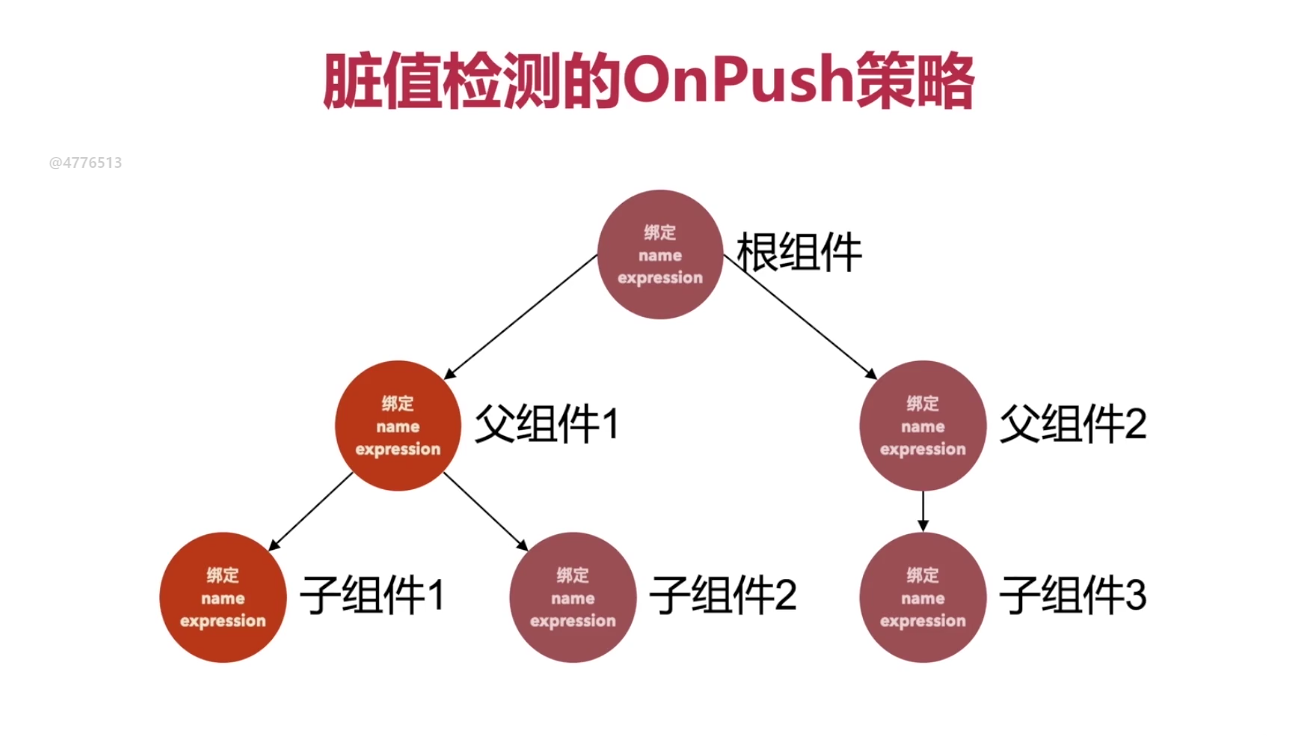 脏值检测的OnPush策略
@4776513
绑定
name
expression
根组件
绑定
name
expression
父组件1
绑定
name
expression
父组件2
绑定
name
expression
子组件1
绑定
name
expression
子组件2
绑定
name
expression
子组件3